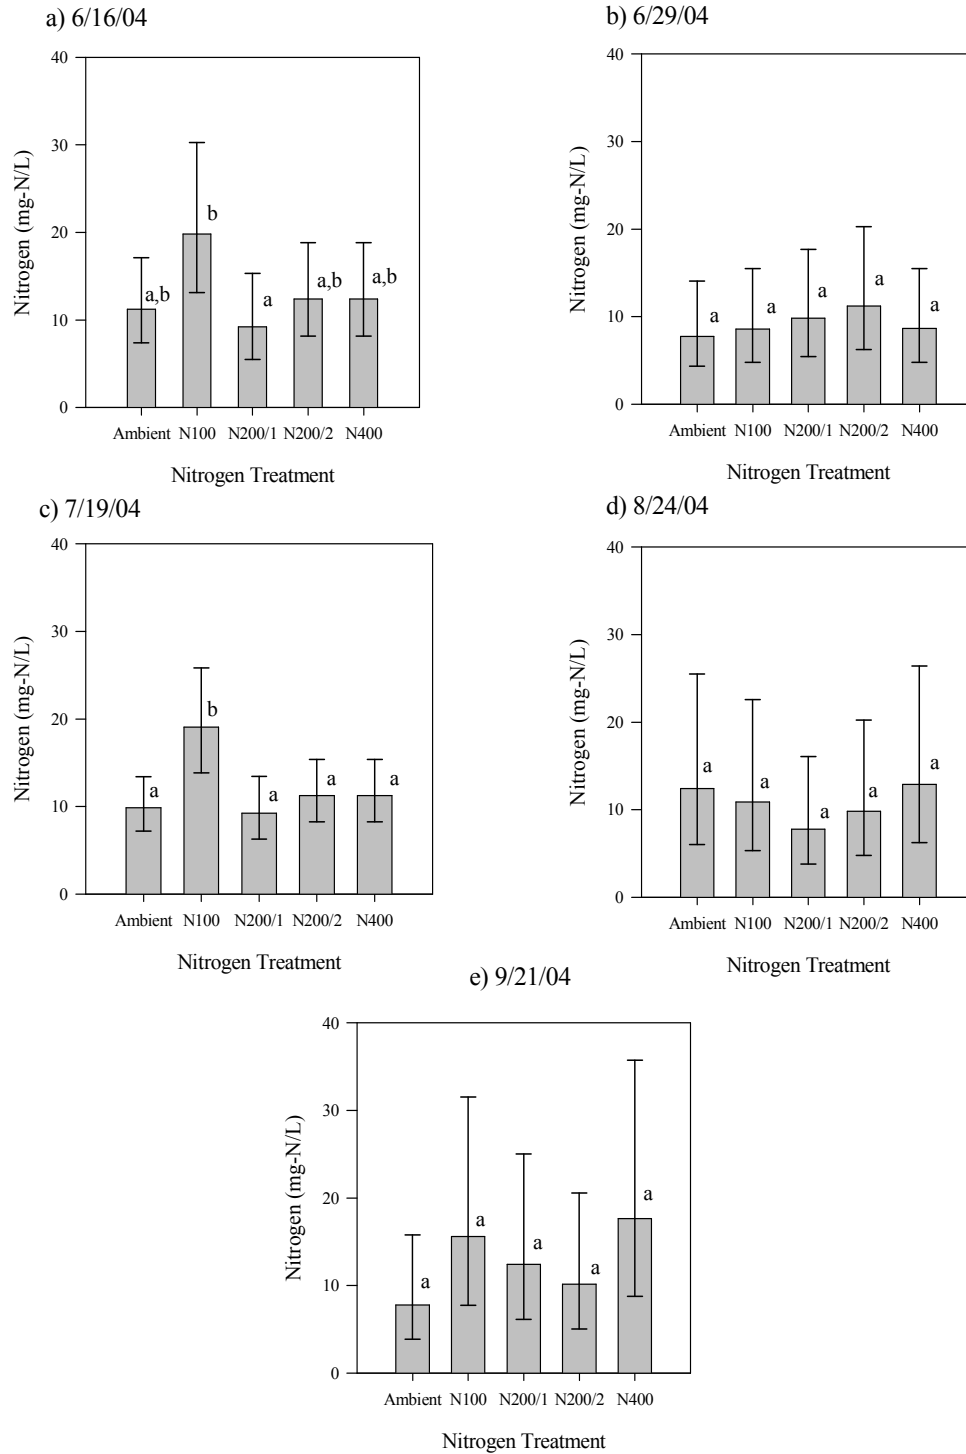 a) 6/16/04
40
30
20
10
0
Nitrogen (mg-N/L)
a,b
b
a
a,b
a,b
Ambient N100 N200/1 N200/2 N400
Nitrogen Treatment
b) 6/29/04
40
30
20
10
0
Nitrogen (mg-N/L)
a
a
a
a
a
Ambient N100 N200/1 N200/2 N400
Nitrogen Treatment
c) 7/19/04
40
30
20
10
0
Nitrogen (mg-N/L)
a
b
a
a
a
Ambient N100 N200/1 N200/2 N400
Nitrogen Treatment
d) 8/24/04
40
30
20
10
0
Nitrogen (mg-N/L)
a
a
a
a
a
Ambient N100 N200/1 N200/2 N400
Nitrogen Treatment
e) 9/21/04
40
30
20
10
0
Nitrogen (mg-N/L)
a
a
a
a
a
Ambient N100 N200/1 N200/2 N400
Nitrogen Treatment